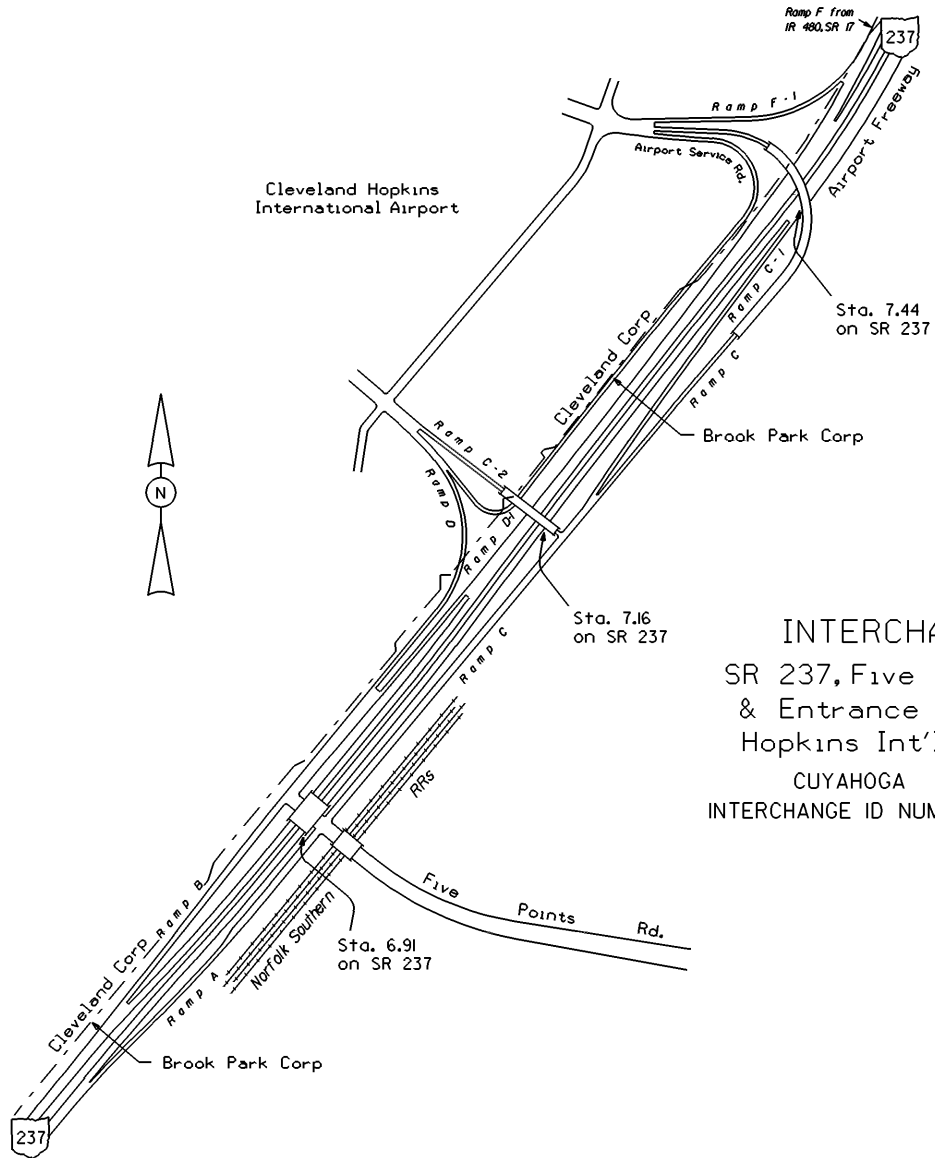 Ramp F from
IR 480, SR 17
237
Ramp F-1
Airport Freeway
Airport Service Rd.
Cleveland Hopkins
International Airport
Ramp C-1
Sta. 7.44
on SR 237
Cleveland Corp
Ramp C
Brook Park Corp
Ramp C-2
N
Ramp D
Ramp D-1
Sta. 7.16
on SR 237
Ramp C
INTERCHA
SR 237, Five
& Entrance
Hopkins Int'l
CUYAHOGA
INTERCHANGE ID NUM
RRs
Five Points Rd.
Ramp B
Norfolk Southern
Sta. 6.91
on SR 237
Cleveland Corp
Ramp A
Brook Park Corp
237